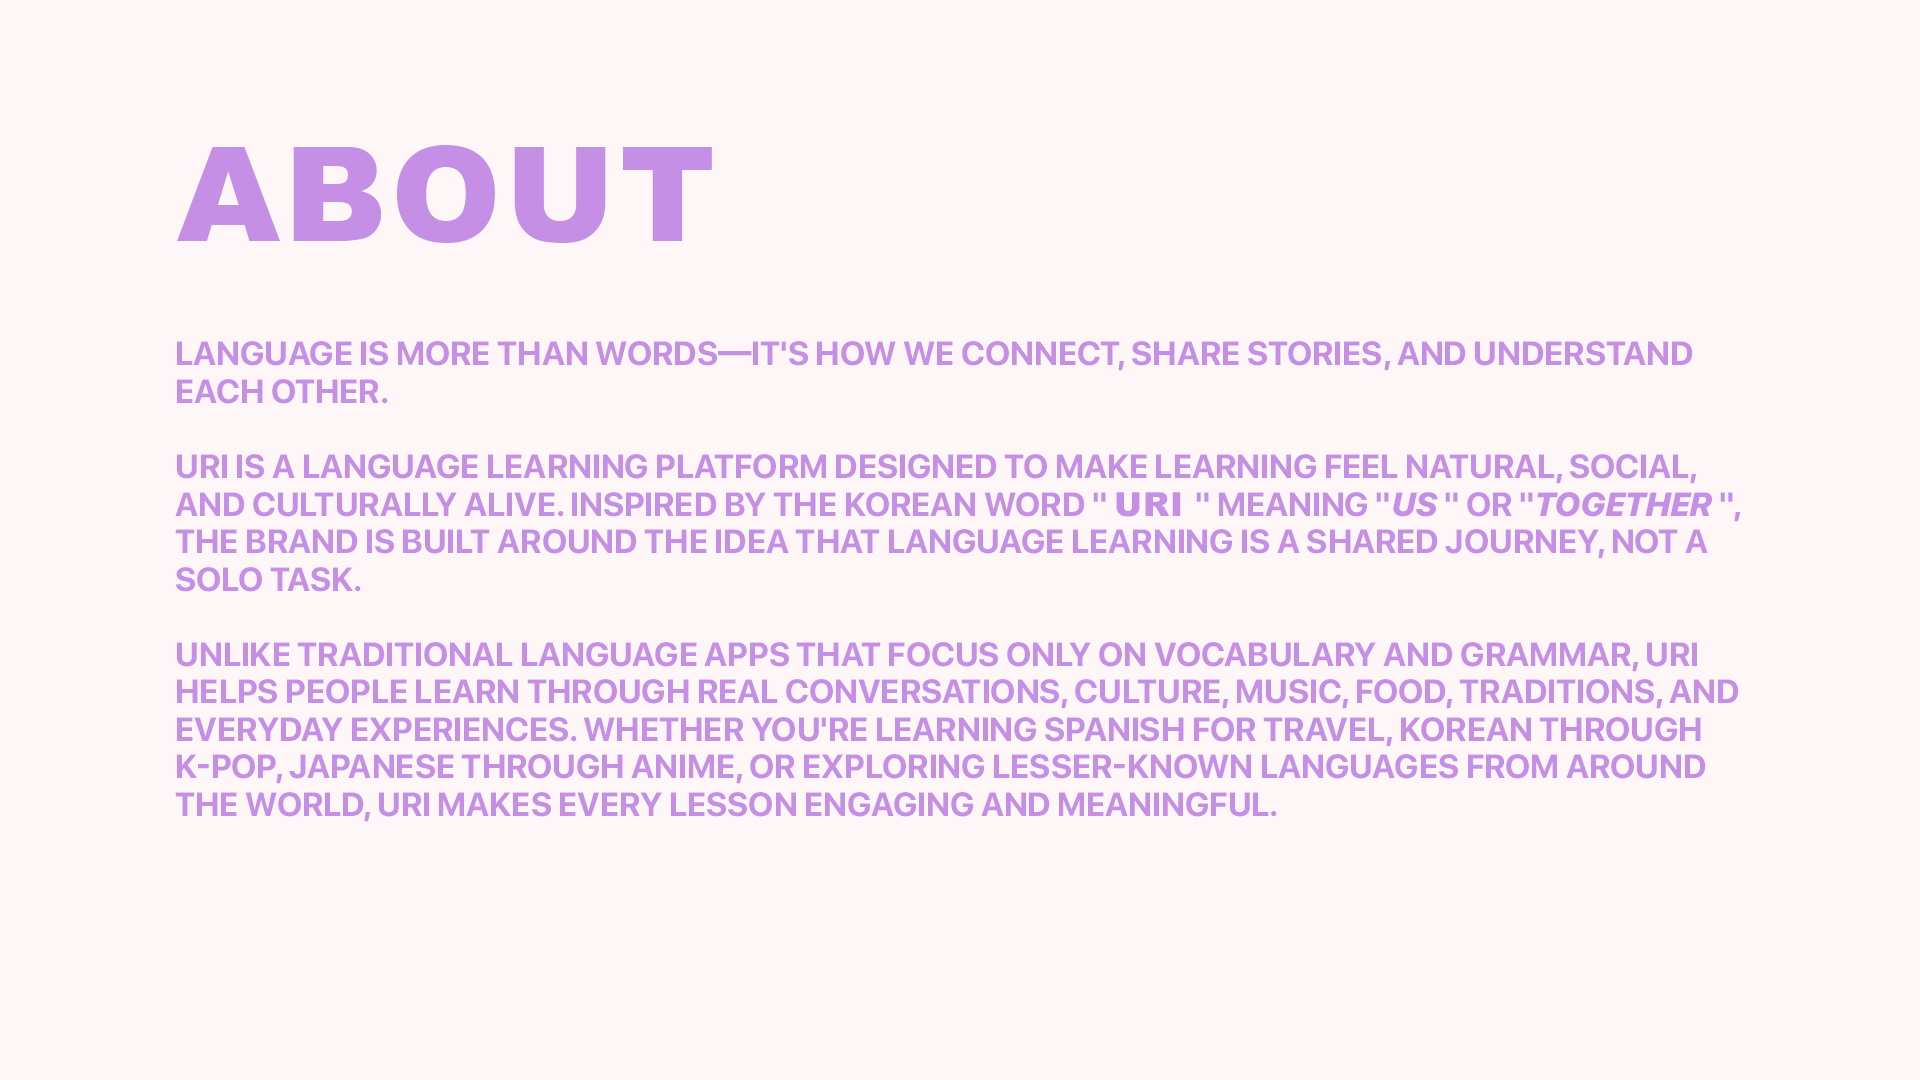 ABOUT
LANGUAGE IS MORE THAN WORDS—IT'S HOW WE CONNECT, SHARE STORIES, AND UNDERSTAND
EACH OTHER.
URI IS A LANGUAGE LEARNING PLATFORM DESIGNED TO MAKE LEARNING FEEL NATURAL, SOCIAL,
AND CULTURALLY ALIVE. INSPIRED BY THE KOREAN WORD " URI " MEANING "US " OR "TOGETHER ",
THE BRAND IS BUILT AROUND THE IDEA THAT LANGUAGE LEARNING IS A SHARED JOURNEY, NOT A
SOLO TASK.
UNLIKE TRADITIONAL LANGUAGE APPS THAT FOCUS ONLY ON VOCABULARY AND GRAMMAR, URI
HELPS PEOPLE LEARN THROUGH REAL CONVERSATIONS, CULTURE, MUSIC, FOOD, TRADITIONS, AND
EVERYDAY EXPERIENCES. WHETHER YOU'RE LEARNING SPANISH FOR TRAVEL, KOREAN THROUGH
K-POP, JAPANESE THROUGH ANIME, OR EXPLORING LESSER-KNOWN LANGUAGES FROM AROUND
THE WORLD, URI MAKES EVERY LESSON ENGAGING AND MEANINGFUL.